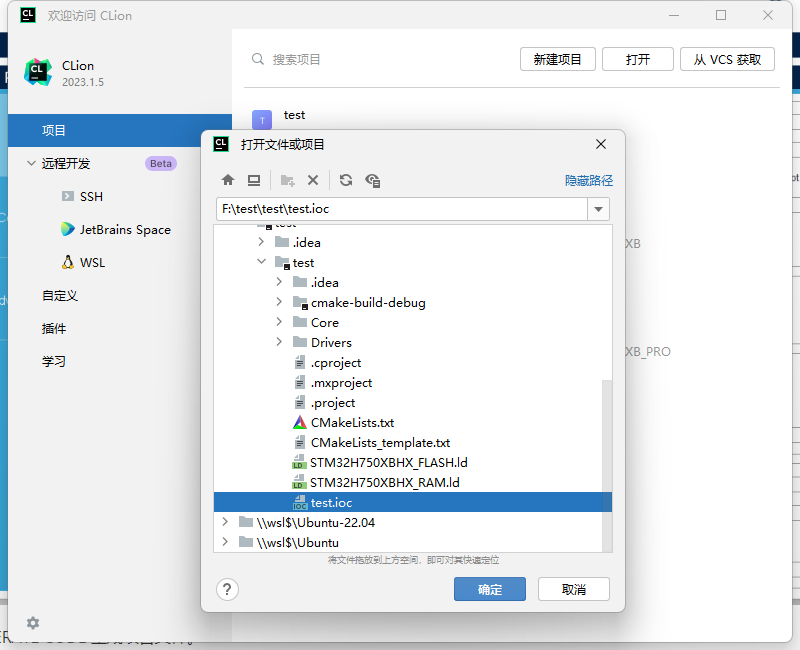 欢迎访问 CLion
CLion
2023.1.5
搜索项目
新建项目
打开
从 VCS 获取
test
项目
远程开发
Beta
SSH
JetBrains Space
WSL
自定义
插件
学习
打开文件或项目
隐藏路径
F:\test\test\test.ioc
test
.idea
test
.idea
cmake-build-debug
Core
Drivers
.cproject
.mxproject
.project
CMakeLists.txt
CMakeLists_template.txt
STM32H750XBHX_FLASH.ld
STM32H750XBHX_RAM.ld
test.ioc
\\wsl$\Ubuntu-22.04
\\wsl$\Ubuntu
将文件拖放到上方空间，即可对其快速定位
?
确定
取消
XB
XB_PRO